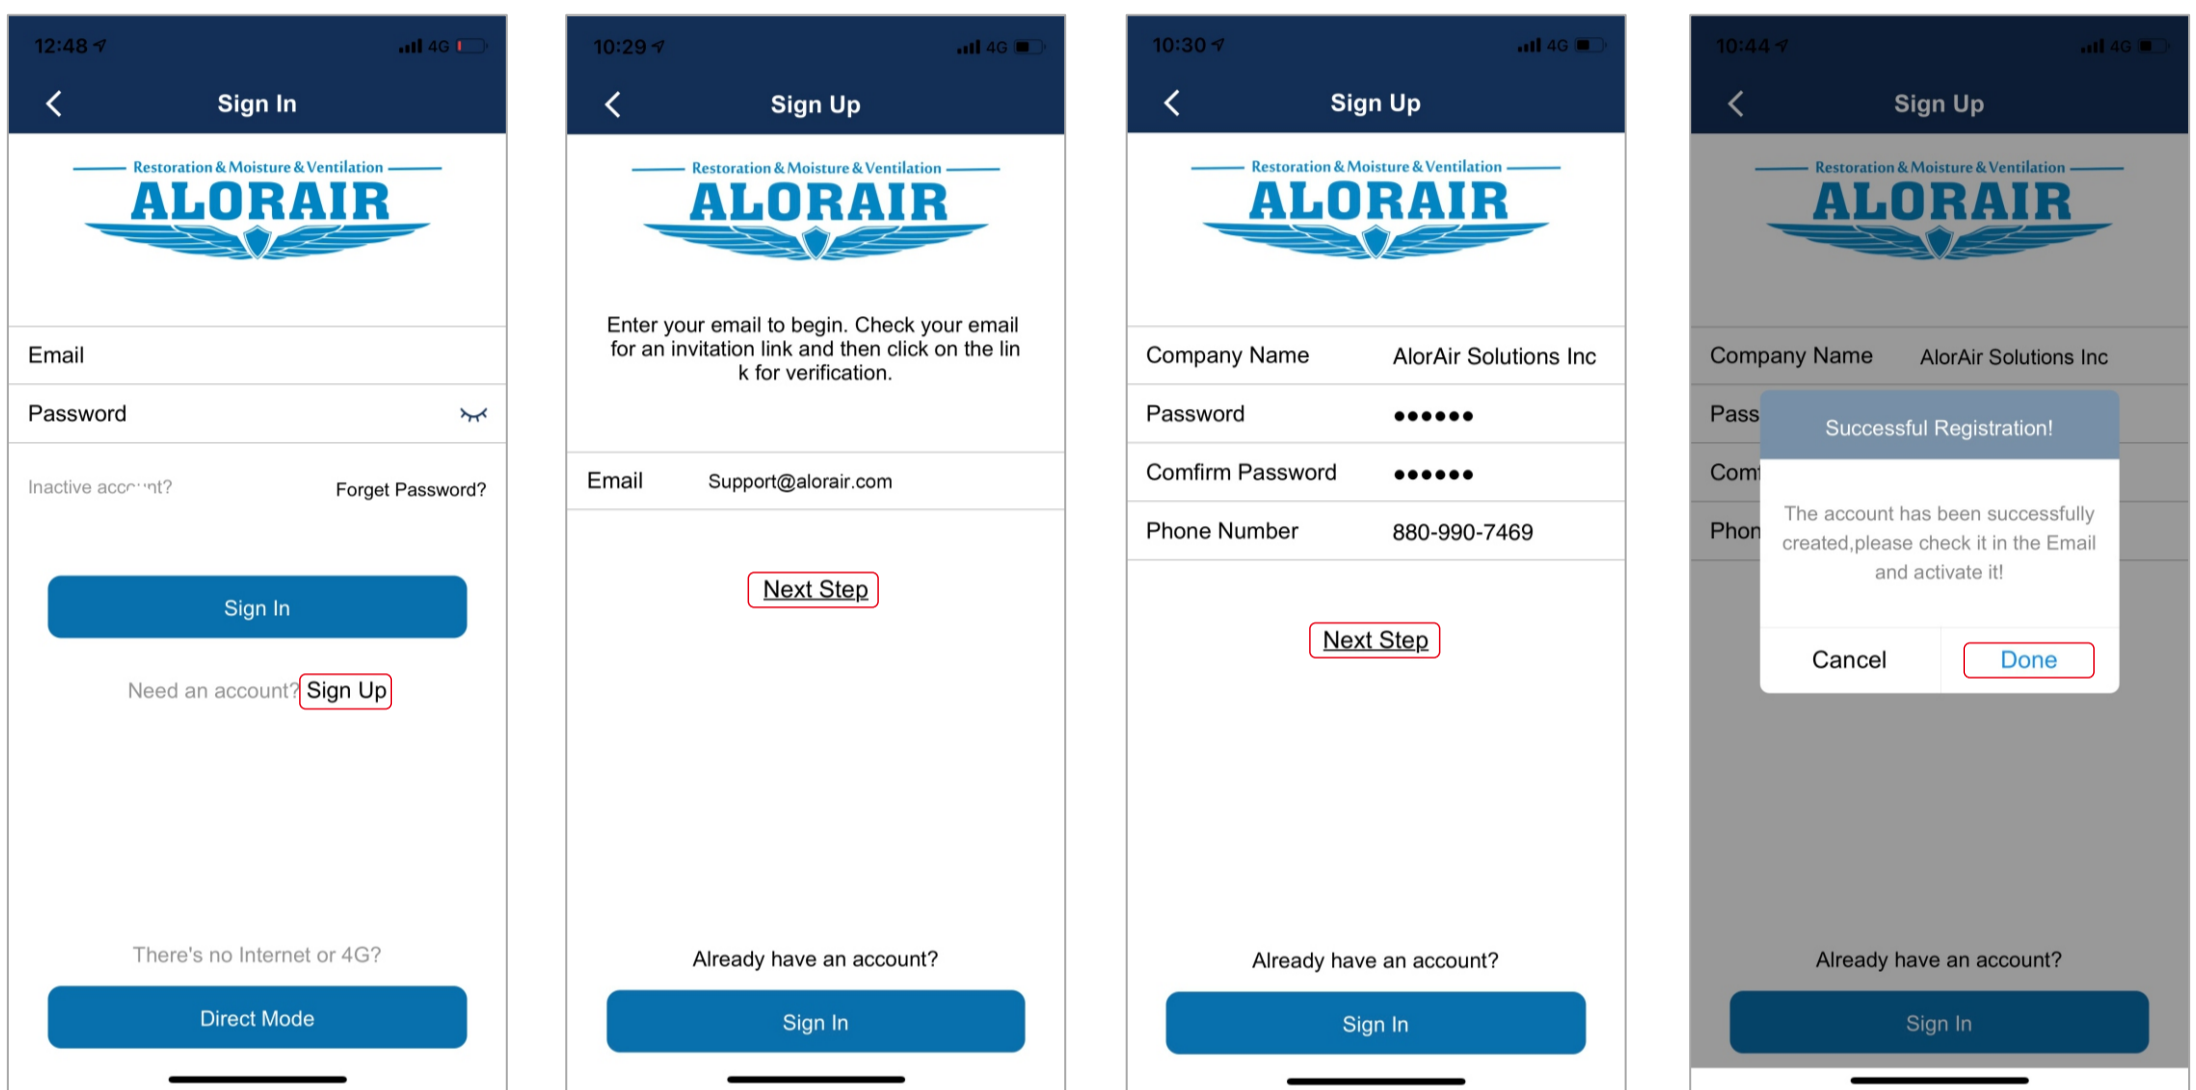 12:48
4G
Sign In
Restoration & Moisture & Ventilation
ALORAIR
Email
Password
Inactive account?
Forget Password?
Sign In
Need an account? Sign Up
There's no Internet or 4G?
Direct Mode
10:29
4G
Sign Up
Restoration & Moisture & Ventilation
ALORAIR
Enter your email to begin. Check your email
for an invitation link and then click on the lin
k for verification.
Email Support@alorair.com
Next Step
Already have an account?
Sign In
10:30
4G
Sign Up
Restoration & Moisture & Ventilation
ALORAIR
Company Name AlorAir Solutions Inc
Password ●●●●●●
Comfirm Password ●●●●●●
Phone Number 880-990-7469
Next Step
Already have an account?
Sign In
10:44
4G
Sign Up
Restoration & Moisture & Ventilation
ALORAIR
Company Name AlorAir Solutions Inc
Pass
Comf
Phon
Successful Registration!
The account has been successfully
created,please check it in the Email
and activate it!
Cancel
Done
Already have an account?
Sign In